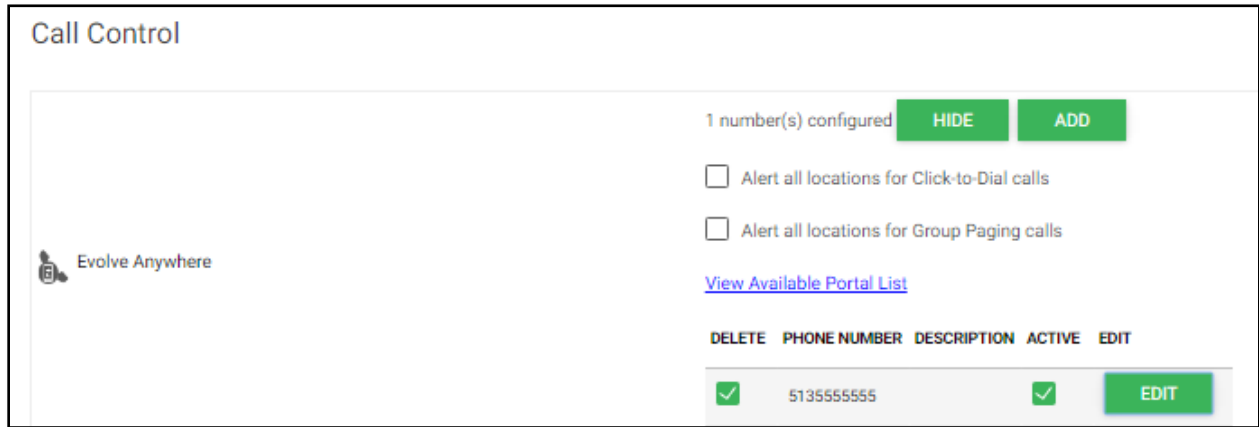 Call Control
1 number(s) configured HIDE ADD
Alert all locations for Click-to-Dial calls
Alert all locations for Group Paging calls
Evolve Anywhere
View Available Portal List
DELETE PHONE NUMBER DESCRIPTION ACTIVE EDIT
5135555555 EDIT